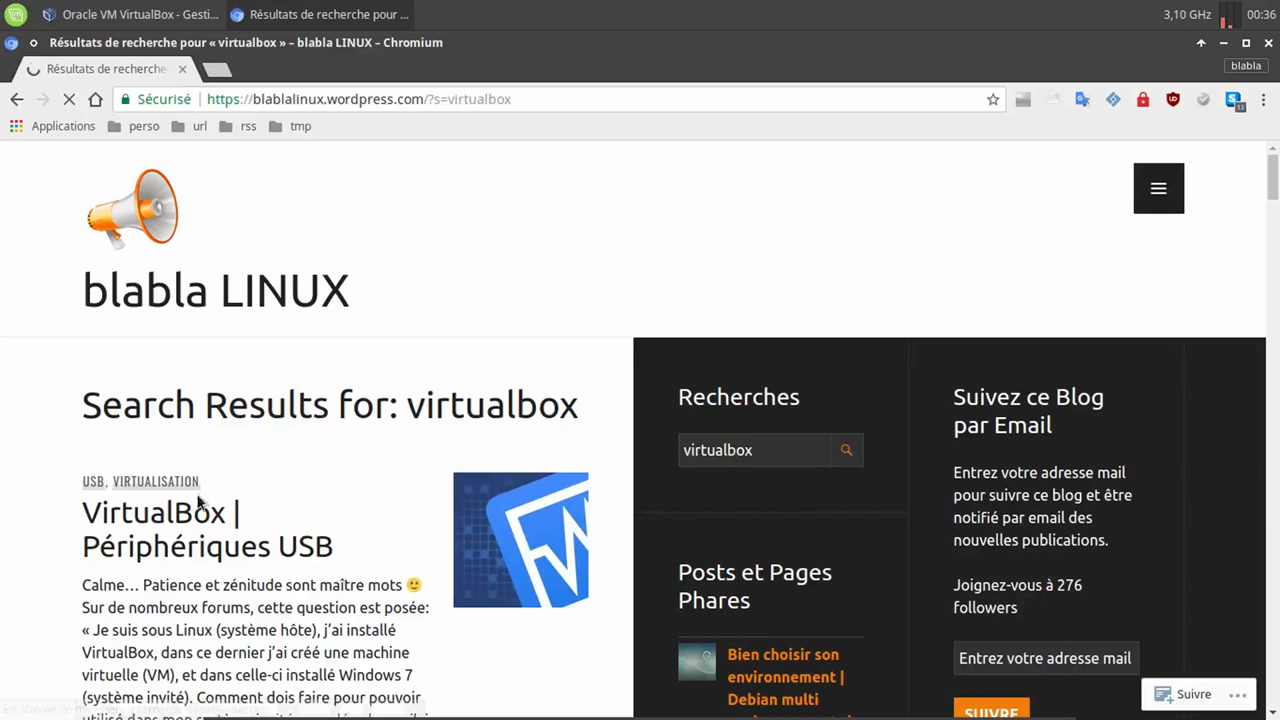 Oracle VM VirtualBox - Gesti...
Résultats de recherche pour ...
3,10 GHz
00:36
Résultats de recherche pour « virtualbox » – blabla LINUX – Chromium
Résultats de recherche
blabla
Sécurisé
https://blablalinux.wordpress.com/?s=virtualbox
Applications
perso
url
rss
tmp
blabla LINUX
Search Results for: virtualbox
USB, VIRTUALISATION
VirtualBox |
Périphériques USB
Calme… Patience et zénitude sont maître mots 🙂
Sur de nombreux forums, cette question est posée:
« Je suis sous Linux (système hôte), j’ai installé
VirtualBox, dans ce dernier j’ai créé une machine
virtuelle (VM), et dans celle-ci installé Windows 7
(système invité). Comment dois faire pour pouvoir
Recherches
virtualbox
Posts et Pages
Phares
Bien choisir son
environnement |
Debian multi
Suivez ce Blog
par Email
Entrez votre adresse mail
pour suivre ce blog et être
notifié par email des
nouvelles publications.
Joignez-vous à 276
followers
Entrez votre adresse mail
SUIVRE
Suivre